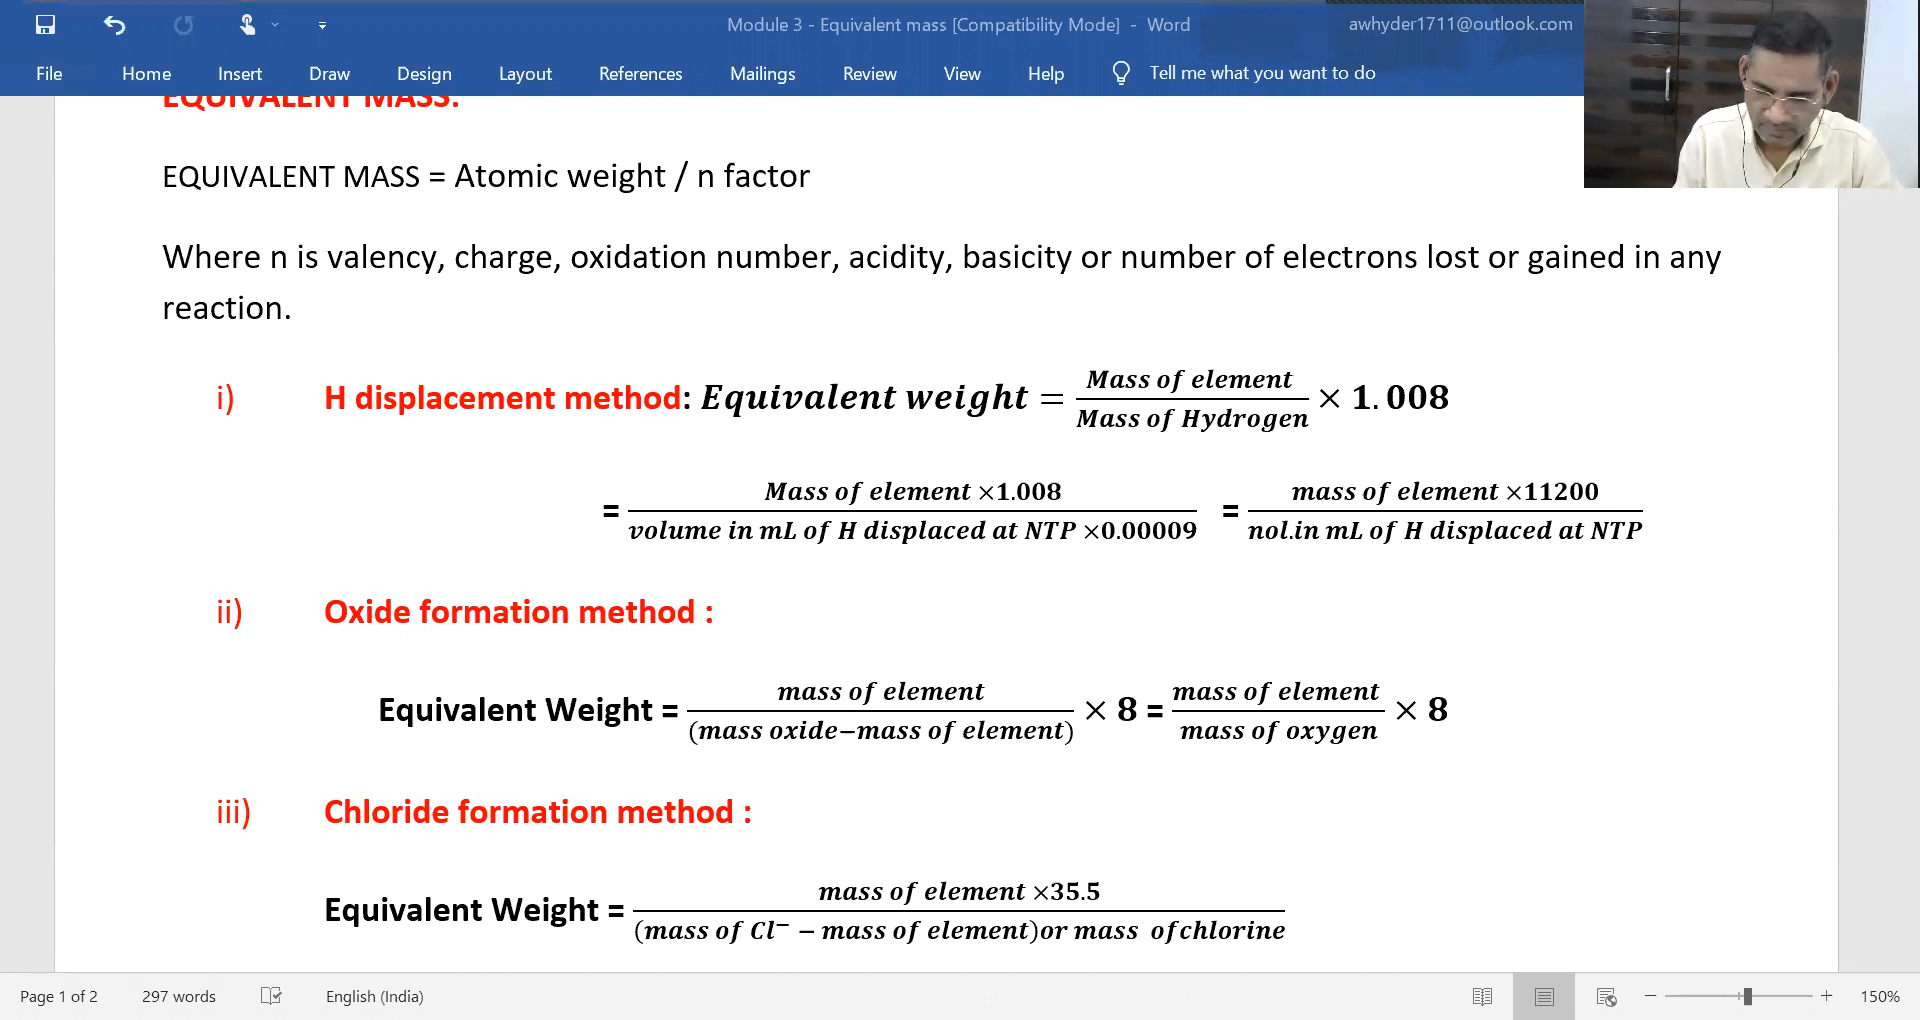 Module 3 - Equivalent mass [Compatibility Mode] - Word awhyder1711@outlook.com
File Home Insert Draw Design Layout References Mailings Review View Help Tell me what you want to do
EQUIVALENT MASS:
EQUIVALENT MASS = Atomic weight / n factor
Where n is valency, charge, oxidation number, acidity, basicity or number of electrons lost or gained in any
reaction.
i) H displacement method: Equivalent weight = Mass of element / Mass of Hydrogen × 1.008
= Mass of element ×1.008 / volume in mL of H displaced at NTP ×0.00009 = mass of element ×11200 / nol.in mL of H displaced at NTP
ii) Oxide formation method :
Equivalent Weight = mass of element / (mass oxide−mass of element) × 8 = mass of element / mass of oxygen × 8
iii) Chloride formation method :
Equivalent Weight = mass of element ×35.5 / (mass of Cl⁻ − mass of element)or mass ofchlorine
Page 1 of 2 297 words English (India) 150%